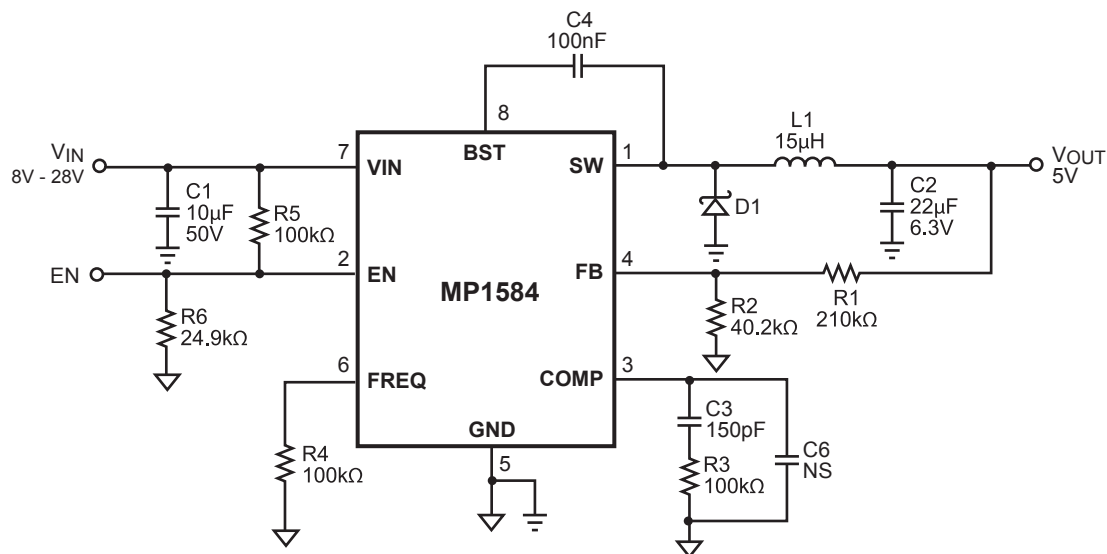 C4
100nF
8
V_IN
8V - 28V
7
VIN
BST
SW
1
L1
15µH
V_OUT
5V
C1
10µF
50V
R5
100kΩ
D1
C2
22µF
6.3V
EN
2
EN
MP1584
FB
4
R6
24.9kΩ
R2
40.2kΩ
R1
210kΩ
6
FREQ
COMP
3
GND
5
R4
100kΩ
C3
150pF
R3
100kΩ
C6
NS